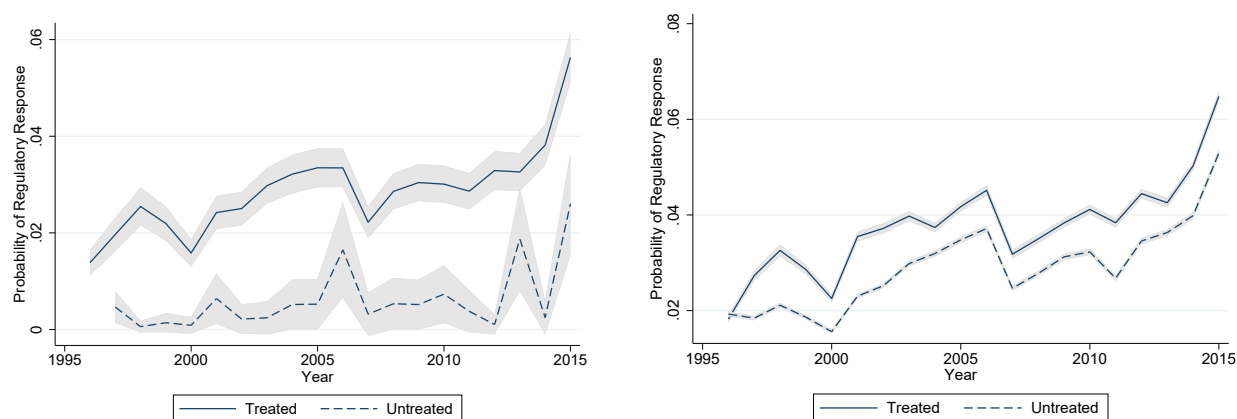 Probability of Regulatory Response
.06
.04
.02
0
1995 2000 2005 2010 2015
Year
Treated Untreated
Probability of Regulatory Response
.08
.06
.04
.02
1995 2000 2005 2010 2015
Year
Treated Untreated